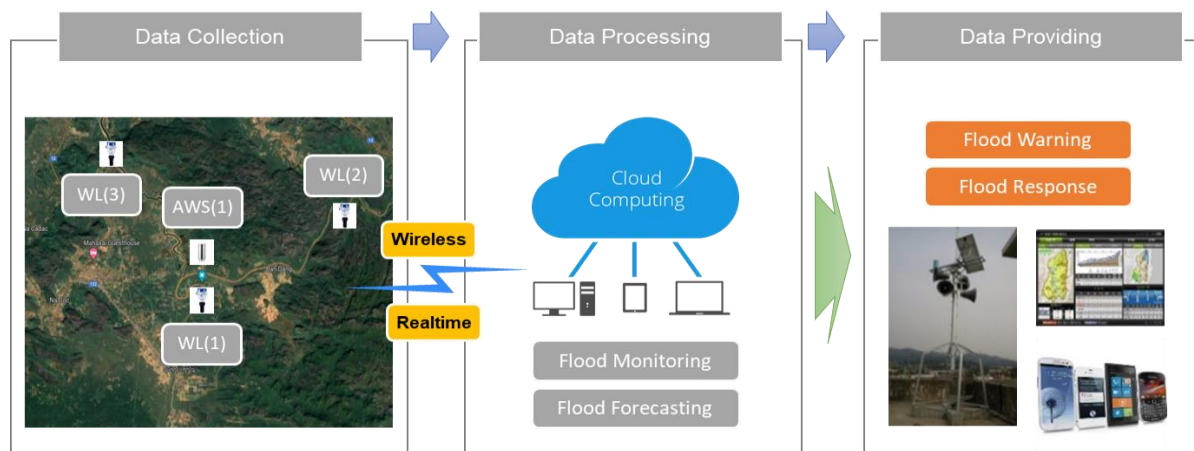 Data Collection
Data Processing
Data Providing
WL(3)
WL(2)
AWS(1)
WL(1)
Wireless
Realtime
Cloud
Computing
Flood Monitoring
Flood Forecasting
Flood Warning
Flood Response